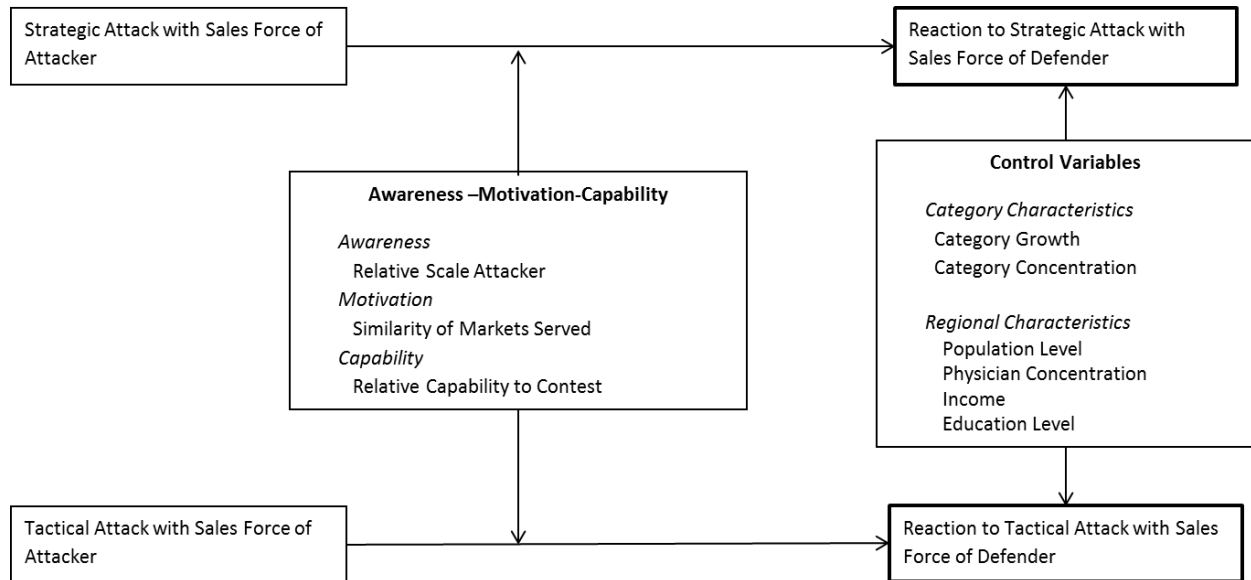 Strategic Attack with Sales Force of
Attacker
Reaction to Strategic Attack with
Sales Force of Defender
Awareness –Motivation-Capability
Awareness
Relative Scale Attacker
Motivation
Similarity of Markets Served
Capability
Relative Capability to Contest
Control Variables
Category Characteristics
Category Growth
Category Concentration
Regional Characteristics
Population Level
Physician Concentration
Income
Education Level
Tactical Attack with Sales Force of
Attacker
Reaction to Tactical Attack with Sales
Force of Defender